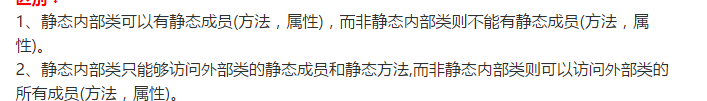 区别：
1、静态内部类可以有静态成员(方法，属性)，而非静态内部类则不能有静态成员(方法，属
性)。
2、静态内部类只能够访问外部类的静态成员和静态方法,而非静态内部类则可以访问外部类的
所有成员(方法，属性)。